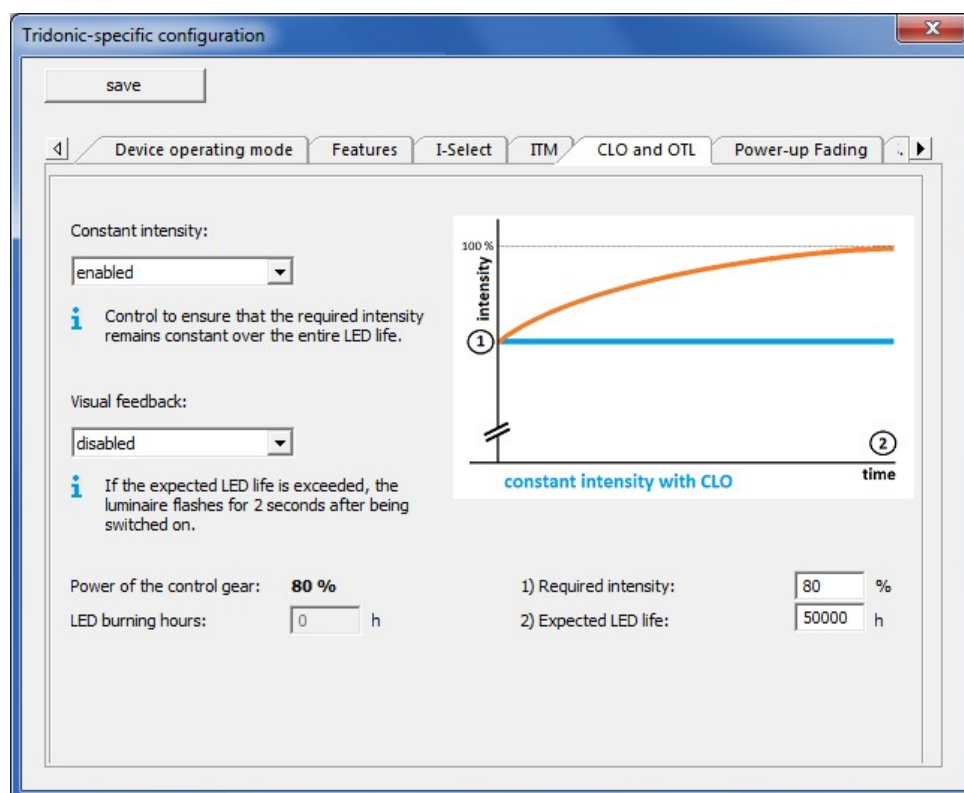 Tridonic-specific configuration
save
Device operating mode
Features
I-Select
ITM
CLO and OTL
Power-up Fading
Constant intensity:
enabled
Control to ensure that the required intensity
remains constant over the entire LED life.
Visual feedback:
disabled
If the expected LED life is exceeded, the
luminaire flashes for 2 seconds after being
switched on.
100 %
intensity
1
2
time
constant intensity with CLO
Power of the control gear: 80 %
LED burning hours: 0 h
1) Required intensity: 80 %
2) Expected LED life: 50000 h